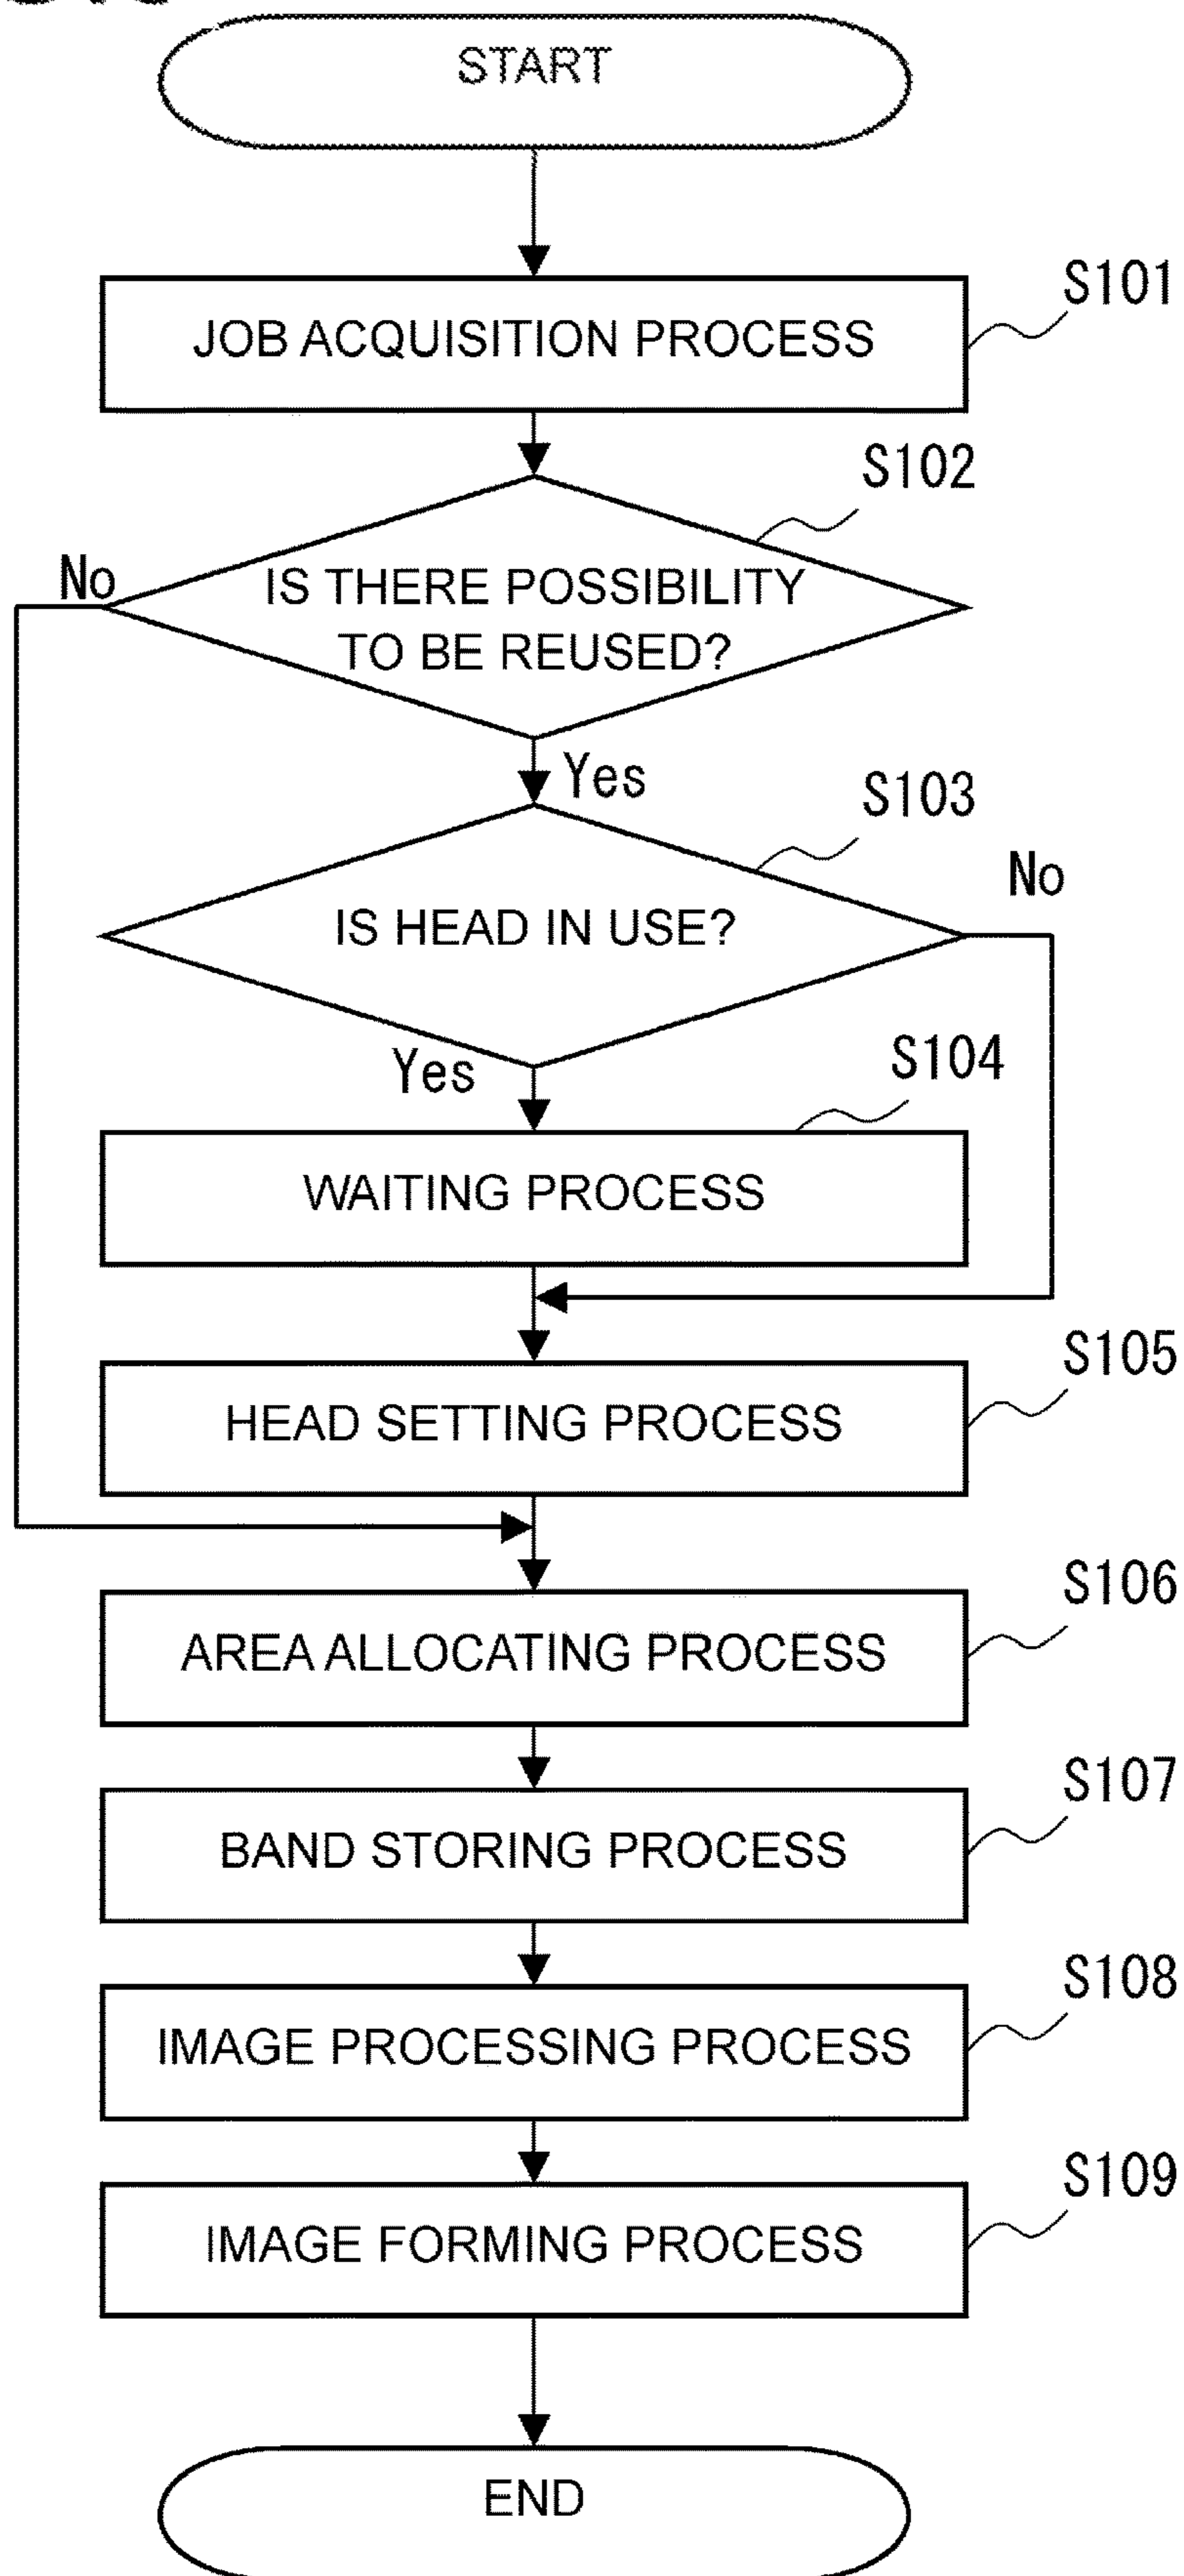 START
S101
JOB ACQUISITION PROCESS
S102
No
IS THERE POSSIBILITY
TO BE REUSED?
Yes
S103
No
IS HEAD IN USE?
Yes
S104
WAITING PROCESS
S105
HEAD SETTING PROCESS
S106
AREA ALLOCATING PROCESS
S107
BAND STORING PROCESS
S108
IMAGE PROCESSING PROCESS
S109
IMAGE FORMING PROCESS
END